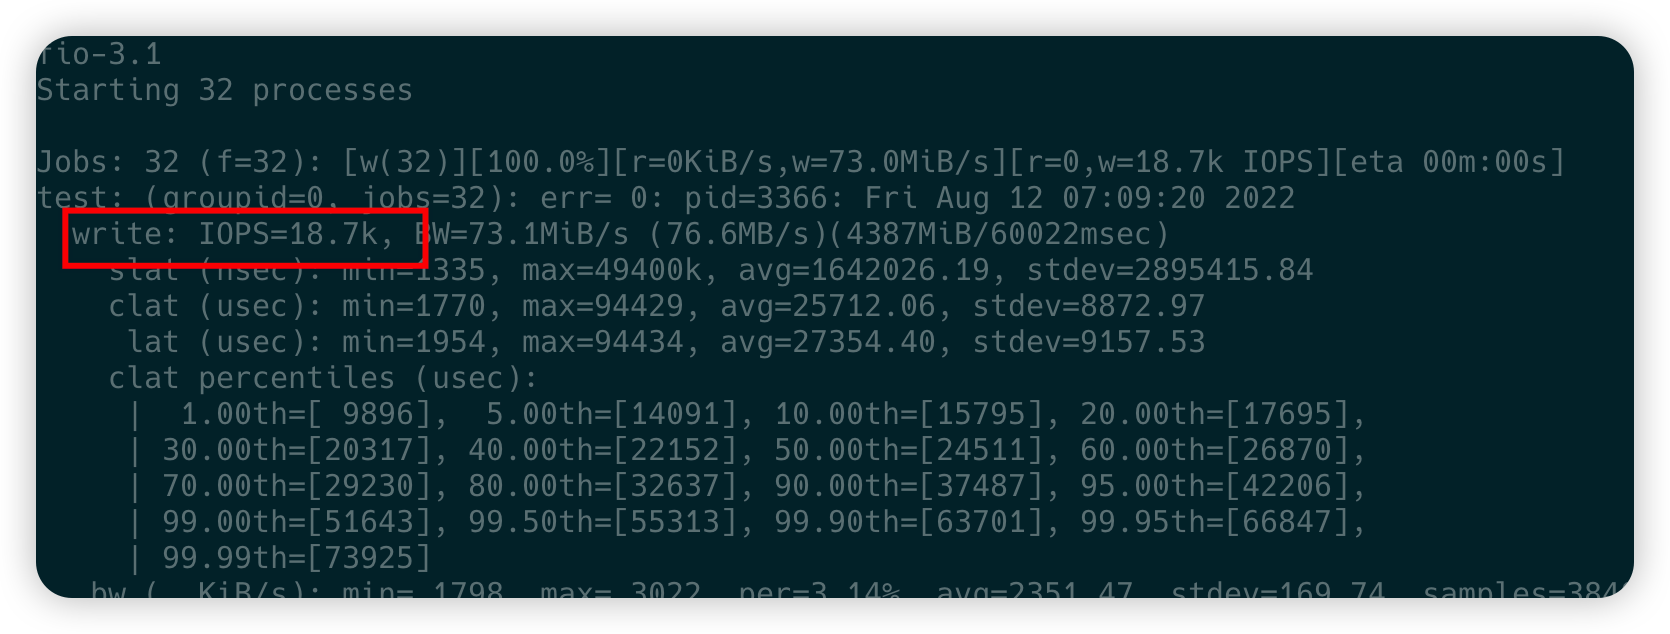 fio-3.1
Starting 32 processes
Jobs: 32 (f=32): [w(32)][100.0%][r=0KiB/s,w=73.0MiB/s][r=0,w=18.7k IOPS][eta 00m:00s]
test: (groupid=0, jobs=32): err= 0: pid=3366: Fri Aug 12 07:09:20 2022
write: IOPS=18.7k, BW=73.1MiB/s (76.6MB/s)(4387MiB/60022msec)
slat (nsec): min=1335, max=49400k, avg=1642026.19, stdev=2895415.84
clat (usec): min=1770, max=94429, avg=25712.06, stdev=8872.97
lat (usec): min=1954, max=94434, avg=27354.40, stdev=9157.53
clat percentiles (usec):
| 1.00th=[ 9896], 5.00th=[14091], 10.00th=[15795], 20.00th=[17695],
| 30.00th=[20317], 40.00th=[22152], 50.00th=[24511], 60.00th=[26870],
| 70.00th=[29230], 80.00th=[32637], 90.00th=[37487], 95.00th=[42206],
| 99.00th=[51643], 99.50th=[55313], 99.90th=[63701], 99.95th=[66847],
| 99.99th=[73925]
bw (  KiB/s): min= 1798, max= 3022, per=3.14%, avg=2351.47, stdev=169.74, samples=384